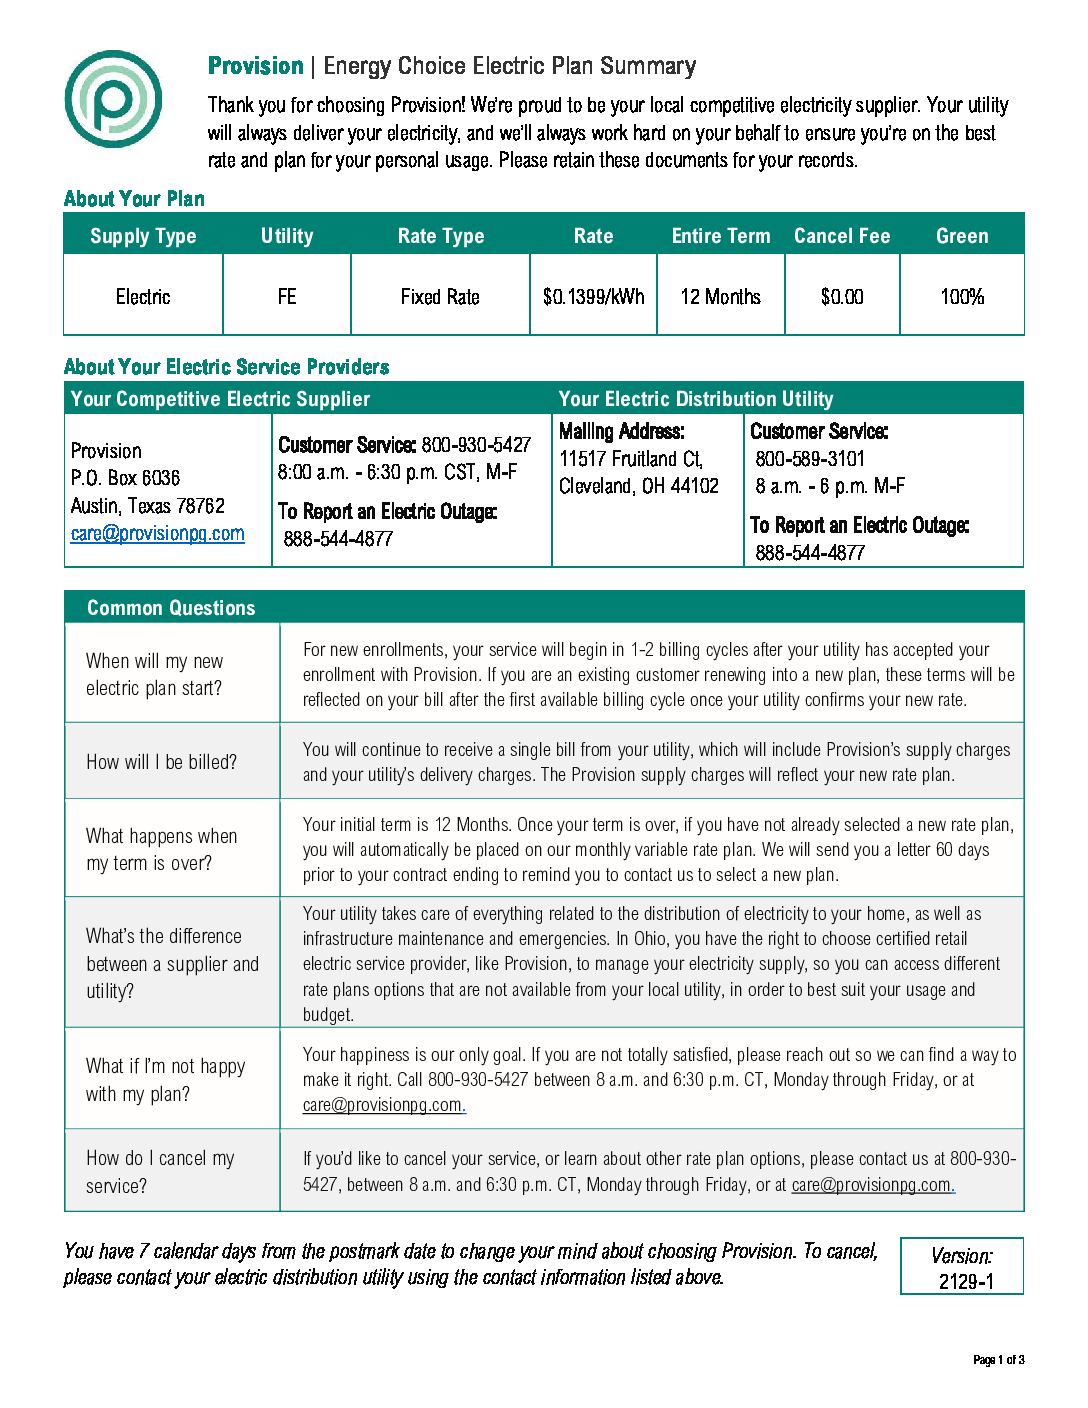 Provision | Energy Choice Electric Plan Summary
Thank you for choosing Provision! We're proud to be your local competitive electricity supplier. Your utility
will always deliver your electricity, and we'll always work hard on your behalf to ensure you're on the best
rate and plan for your personal usage. Please retain these documents for your records.
About Your Plan
Supply Type Utility Rate Type Rate Entire Term Cancel Fee Green
Electric FE Fixed Rate $0.1399/kWh 12 Months $0.00 100%
About Your Electric Service Providers
Your Competitive Electric Supplier Your Electric Distribution Utility
Provision
P.O. Box 6036
Austin, Texas 78762
care@provisionpg.com
Customer Service: 800-930-5427
8:00 a.m. - 6:30 p.m. CST, M-F
To Report an Electric Outage:
888-544-4877
Mailing Address:
11517 Fruitland Ct,
Cleveland, OH 44102
Customer Service:
800-589-3101
8 a.m. - 6 p.m. M-F
To Report an Electric Outage:
888-544-4877
Common Questions
When will my new
electric plan start?
For new enrollments, your service will begin in 1-2 billing cycles after your utility has accepted your
enrollment with Provision. If you are an existing customer renewing into a new plan, these terms will be
reflected on your bill after the first available billing cycle once your utility confirms your new rate.
How will I be billed?
You will continue to receive a single bill from your utility, which will include Provision's supply charges
and your utility's delivery charges. The Provision supply charges will reflect your new rate plan.
What happens when
my term is over?
Your initial term is 12 Months. Once your term is over, if you have not already selected a new rate plan,
you will automatically be placed on our monthly variable rate plan. We will send you a letter 60 days
prior to your contract ending to remind you to contact us to select a new plan.
What's the difference
between a supplier and
utility?
Your utility takes care of everything related to the distribution of electricity to your home, as well as
infrastructure maintenance and emergencies. In Ohio, you have the right to choose certified retail
electric service provider, like Provision, to manage your electricity supply, so you can access different
rate plans options that are not available from your local utility, in order to best suit your usage and
budget.
What if I'm not happy
with my plan?
Your happiness is our only goal. If you are not totally satisfied, please reach out so we can find a way to
make it right. Call 800-930-5427 between 8 a.m. and 6:30 p.m. CT, Monday through Friday, or at
care@provisionpg.com.
How do I cancel my
service?
If you'd like to cancel your service, or learn about other rate plan options, please contact us at 800-930-
5427, between 8 a.m. and 6:30 p.m. CT, Monday through Friday, or at care@provisionpg.com.
You have 7 calendar days from the postmark date to change your mind about choosing Provision. To cancel,
please contact your electric distribution utility using the contact information listed above.
Version:
2129-1
Page 1 of 3